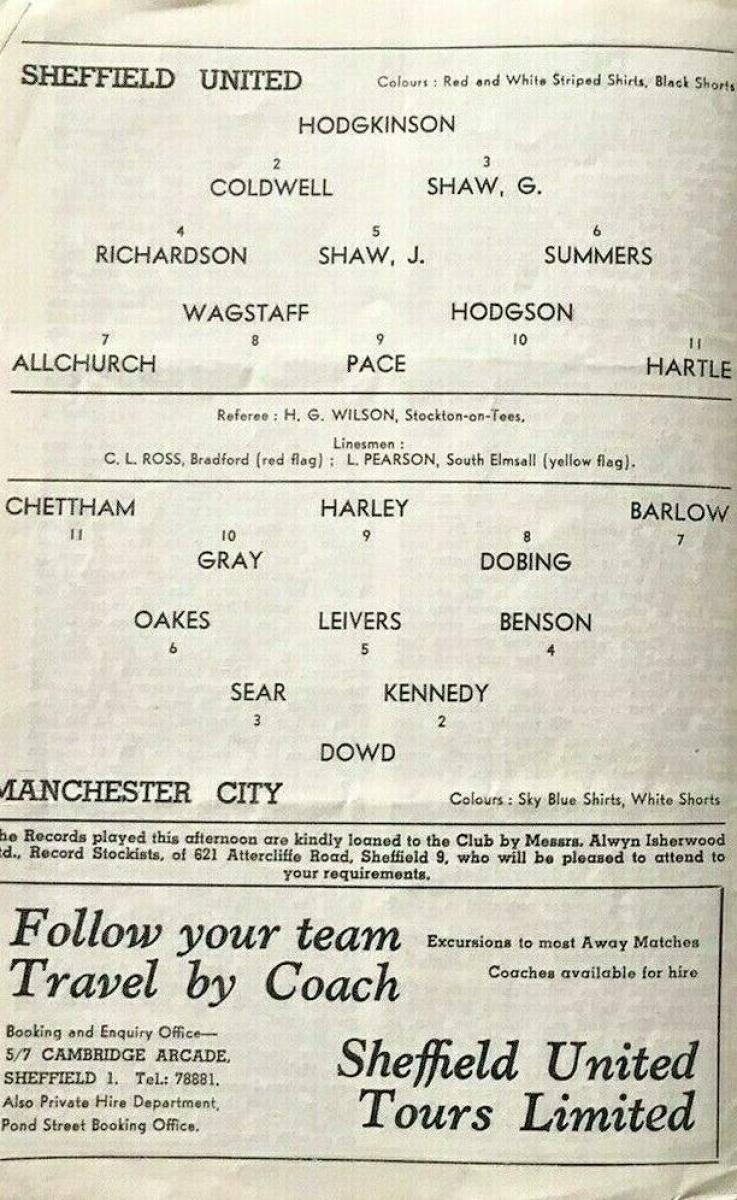 SHEFFIELD UNITED Colours : Red and White Striped Shirts, Black Shorts
HODGKINSON
2 3
COLDWELL SHAW, G.
4 5 6
RICHARDSON SHAW, J. SUMMERS
WAGSTAFF HODGSON
7 8 9 10 11
ALLCHURCH PACE HARTLE
Referee : H. G. WILSON, Stockton-on-Tees.
Linesmen :
C. L. ROSS, Bradford (red flag) ; L. PEARSON, South Elmsall (yellow flag).
CHETTHAM HARLEY BARLOW
11 10 9 8 7
GRAY DOBING
OAKES LEIVERS BENSON
6 5 4
SEAR KENNEDY
3 2
DOWD
MANCHESTER CITY Colours : Sky Blue Shirts, White Shorts
he Records played this afternoon are kindly loaned to the Club by Messrs. Alwyn Isherwood
td., Record Stockists, of 621 Attercliffe Road, Sheffield 9, who will be pleased to attend to
your requirements.
Follow your team Excursions to most Away Matches
Travel by Coach Coaches available for hire
Booking and Enquiry Office—
5/7 CAMBRIDGE ARCADE,
SHEFFIELD 1. Tel.: 78881.
Also Private Hire Department,
Pond Street Booking Office.
Sheffield United
Tours Limited